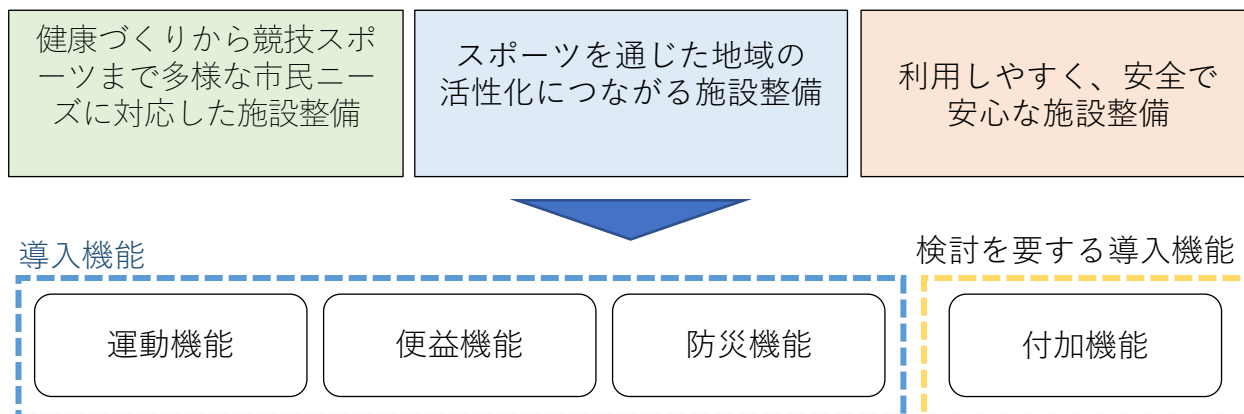 健康づくりから競技スポ
ーツまで多様な市民ニー
ズに対応した施設整備
スポーツを通じた地域の
活性化につながる施設整備
利用しやすく、安全で
安心な施設整備
導入機能
検討を要する導入機能
運動機能
便益機能
防災機能
付加機能